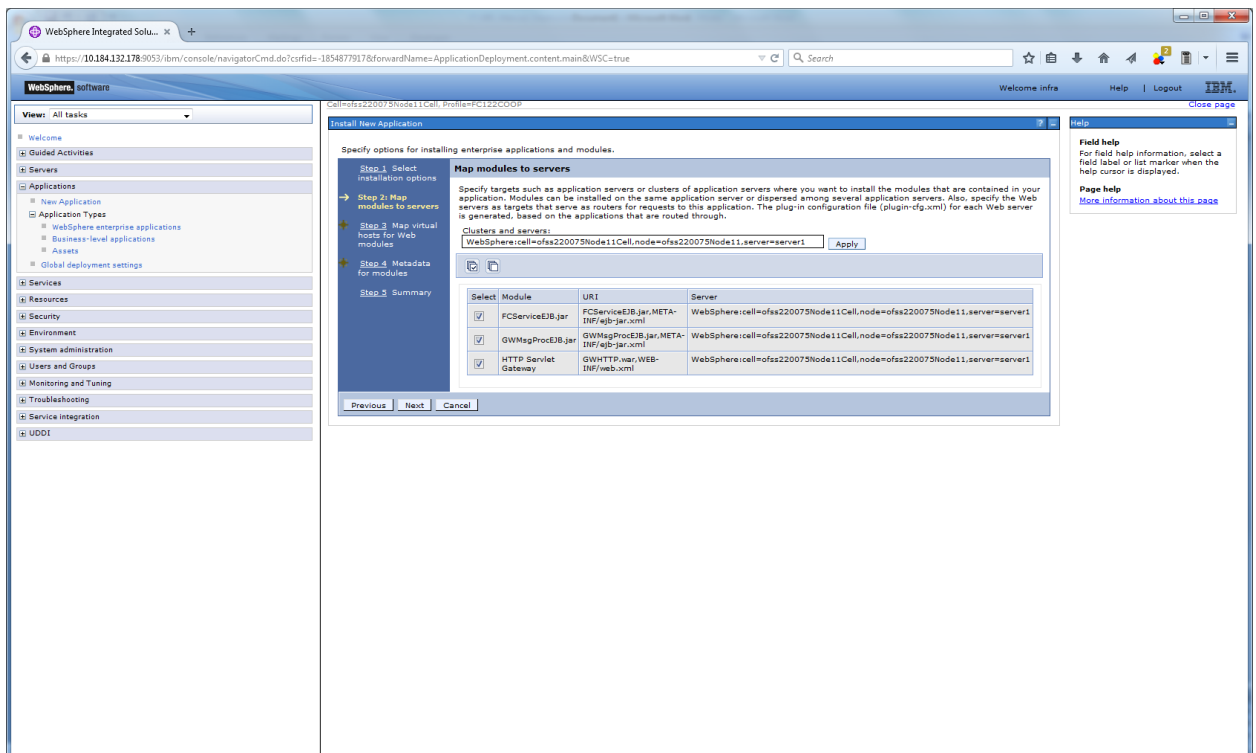 WebSphere Integrated Solu...
https://10.184.132.178:9053/ibm/console/navigatorCmd.do?csrfid=-1854877917&forwardName=ApplicationDeployment.content.main&WSC=true
Search
2
WebSphere. software
Welcome infra
Help | Logout
IBM.
View: All tasks
Welcome
Guided Activities
Servers
Applications
New Application
Application Types
WebSphere enterprise applications
Business-level applications
Assets
Global deployment settings
Services
Resources
Security
Environment
System administration
Users and Groups
Monitoring and Tuning
Troubleshooting
Service integration
UDDI
Cell=ofss220075Node11Cell, Profile=FC122COOP
Close page
Install New Application
?
Specify options for installing enterprise applications and modules.
Step 1 Select
installation options
Step 2: Map
modules to servers
Step 3 Map virtual
hosts for Web
modules
Step 4 Metadata
for modules
Step 5 Summary
Map modules to servers
Specify targets such as application servers or clusters of application servers where you want to install the modules that are contained in your
application. Modules can be installed on the same application server or dispersed among several application servers. Also, specify the Web
servers as targets that serve as routers for requests to this application. The plug-in configuration file (plugin-cfg.xml) for each Web server
is generated, based on the applications that are routed through.
Clusters and servers:
WebSphere:cell=ofss220075Node11Cell,node=ofss220075Node11,server=server1
Apply
Select Module URI Server
FCServiceEJB.jar FCServiceEJB.jar,META-INF/ejb-jar.xml WebSphere:cell=ofss220075Node11Cell,node=ofss220075Node11,server=server1
GWMsgProcEJB.jar GWMsgProcEJB.jar,META-INF/ejb-jar.xml WebSphere:cell=ofss220075Node11Cell,node=ofss220075Node11,server=server1
HTTP Servlet Gateway GWHTTP.war,WEB-INF/web.xml WebSphere:cell=ofss220075Node11Cell,node=ofss220075Node11,server=server1
Previous Next Cancel
Help
Field help
For field help information, select a
field label or list marker when the
help cursor is displayed.
Page help
More information about this page